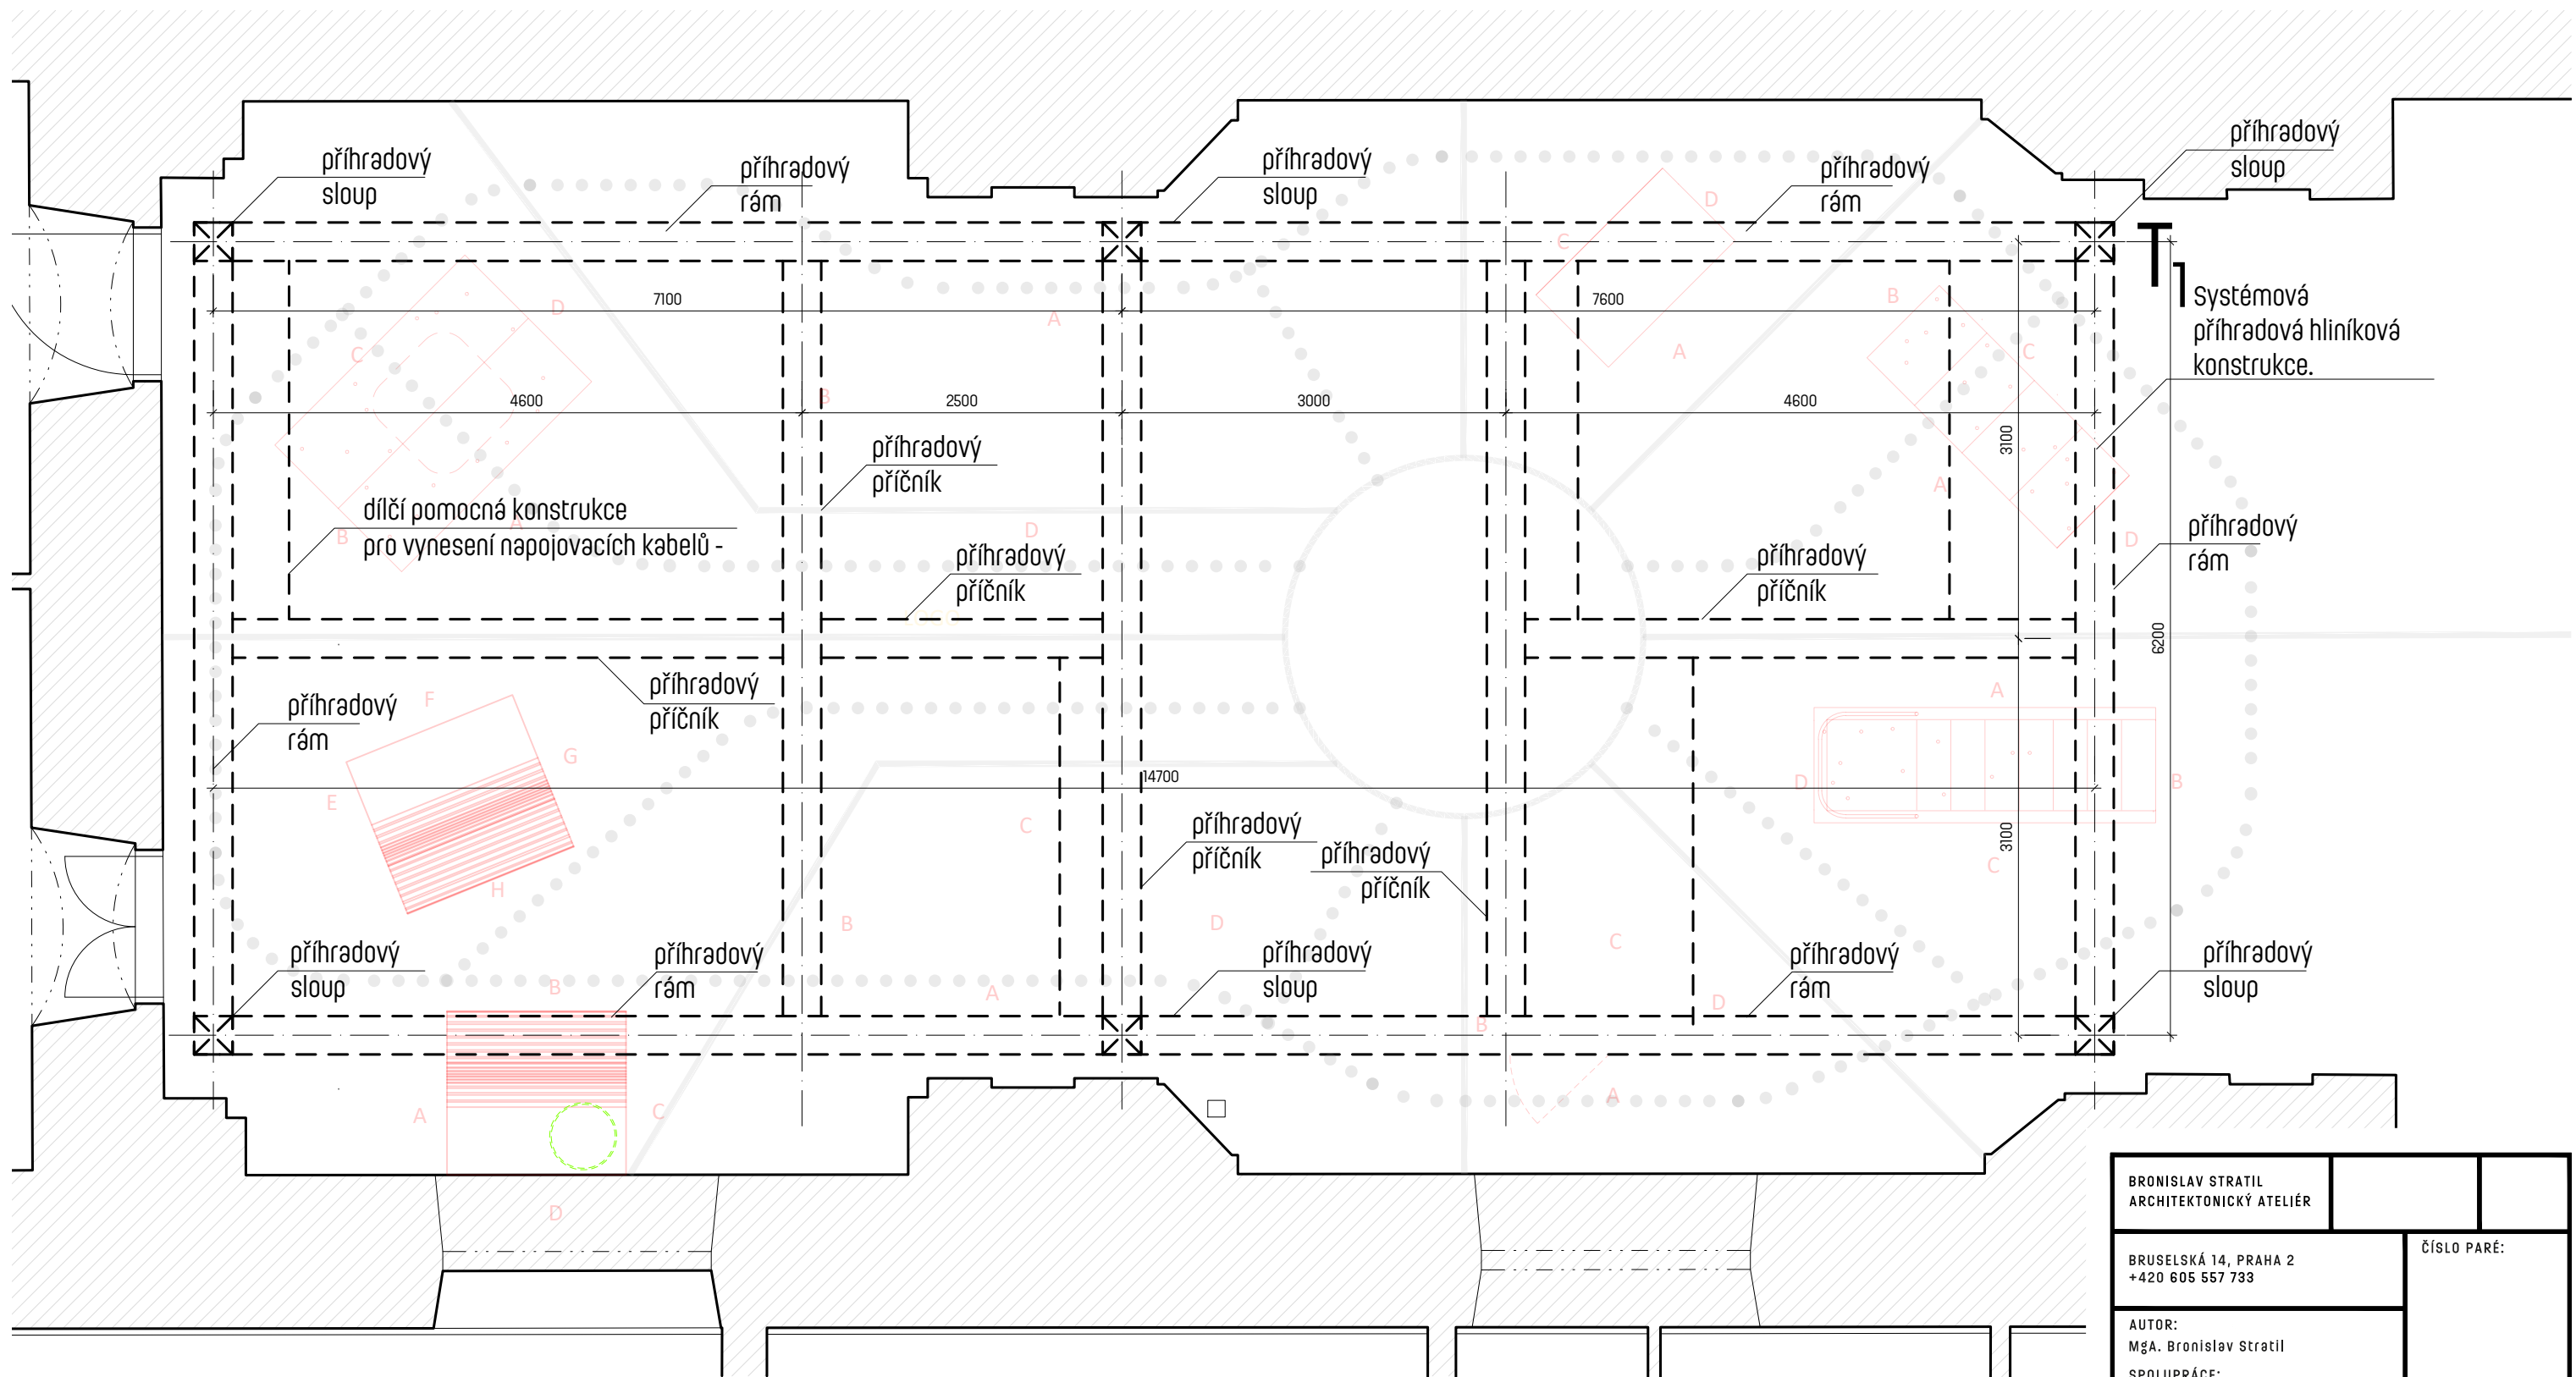 příhradový
sloup
příhradový
rám
příhradový
sloup
příhradový
rám
příhradový
sloup
T1
Systémová
příhradová hliníková
konstrukce.
7100
7600
4600
2500
3000
4600
3100
příhradový
příčník
dílčí pomocná konstrukce
pro vynesení napojovacích kabelů -
příhradový
příčník
příhradový
příčník
příhradový
rám
6200
příhradový
příčník
příhradový
rám
14700
příhradový
příčník
příhradový
příčník
3100
příhradový
sloup
příhradový
rám
příhradový
sloup
příhradový
rám
příhradový
sloup
D
C
B
A
A
B
D
D
C
A
B
C
A
D
F
G
E
H
C
B
D
A
A
D
B
C
C
D
B
A
B
A
C
D
BRONISLAV STRATIL
ARCHITEKTONICKÝ ATELIÉR
BRUSELSKÁ 14, PRAHA 2
+420 605 557 733
ČÍSLO PARÉ:
AUTOR:
MgA. Bronislav Stratil
SPOLUPRÁCE: